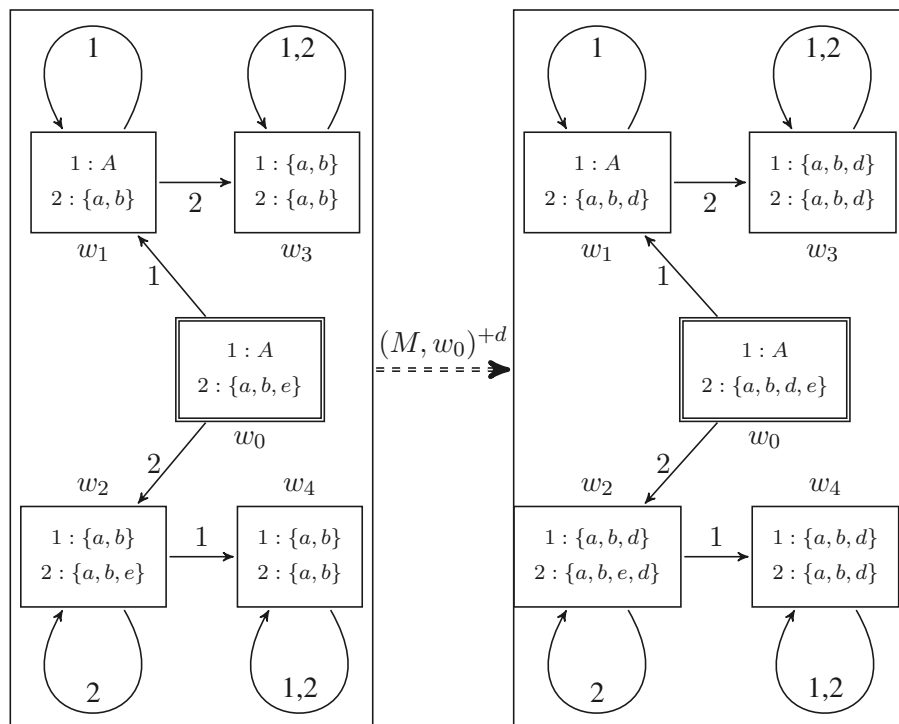 1 1,2 1 1,2
1 : A 1 : {a, b} 1 : A 1 : {a, b, d}
2 : {a, b} 2 2 : {a, b} 2 : {a, b, d} 2 2 : {a, b, d}
w₁ w₃ w₁ w₃
1 1
1 : A (M, w₀)⁺ᵈ 1 : A
2 : {a, b, e} 2 : {a, b, d, e}
w₀ w₀
2 2
w₂ w₄ w₂ w₄
1 : {a, b} 1 1 : {a, b} 1 : {a, b, d} 1 1 : {a, b, d}
2 : {a, b, e} 2 : {a, b} 2 : {a, b, e, d} 2 : {a, b, d}
2 1,2 2 1,2